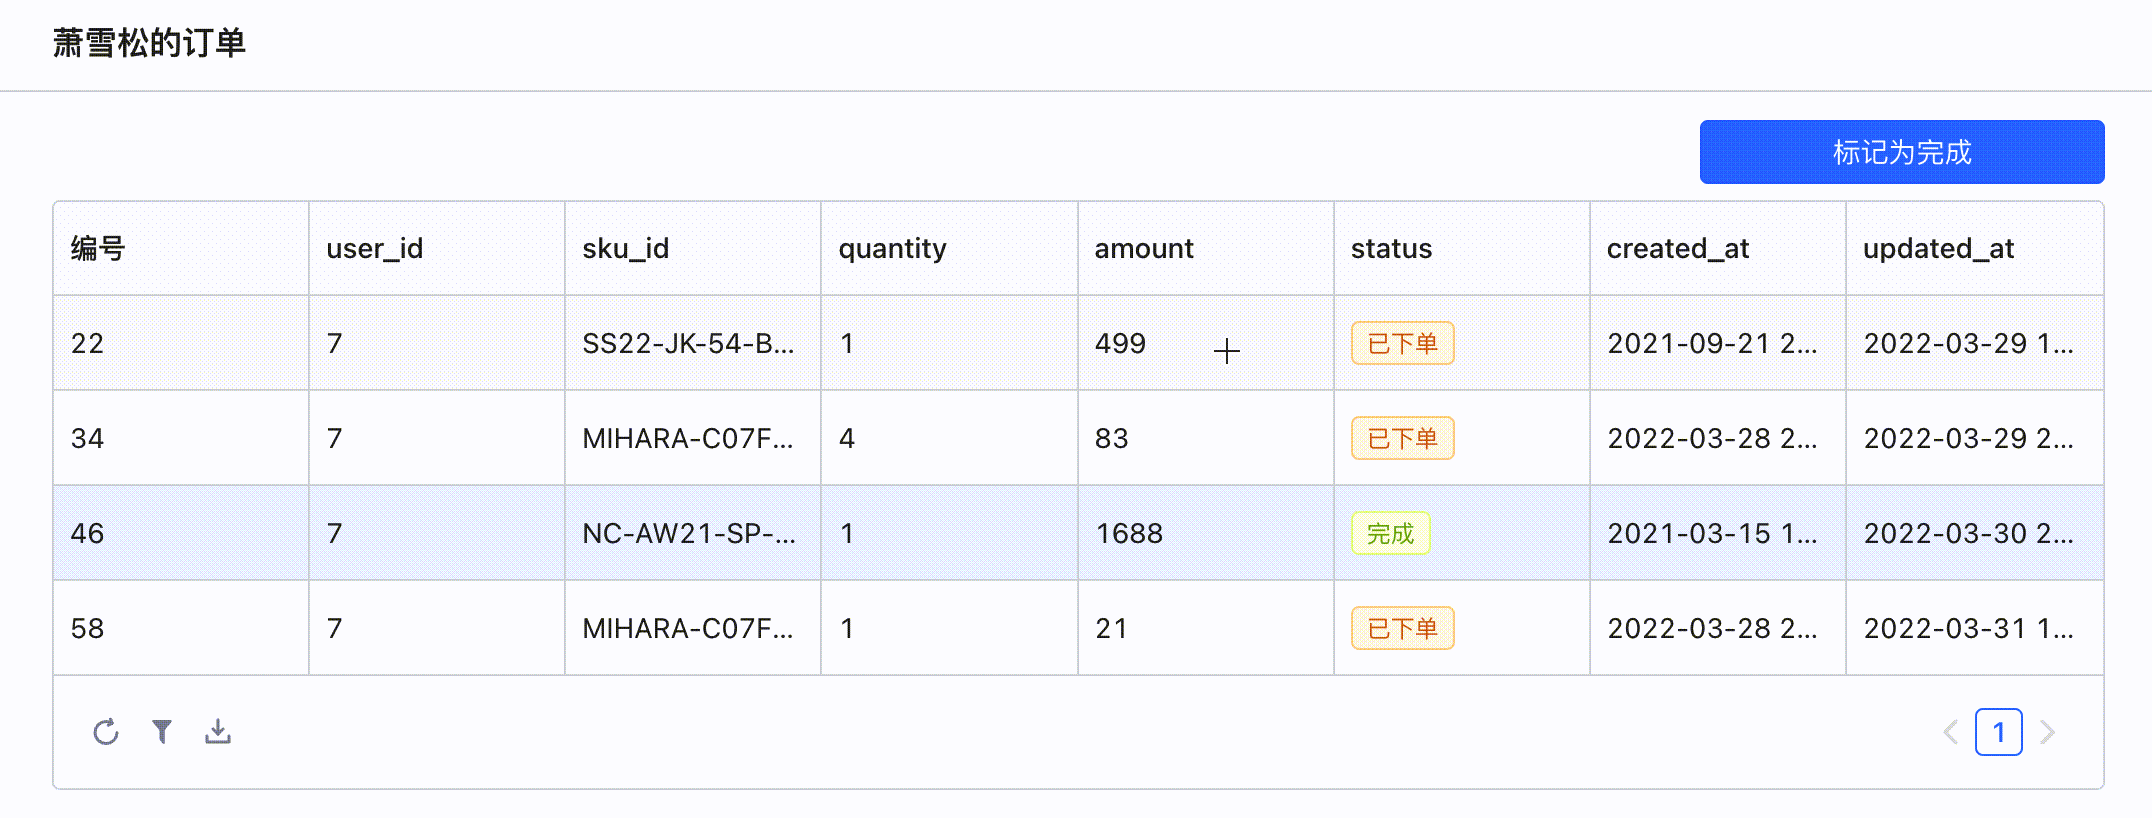 萧雪松的订单
标记为完成
编号 user_id sku_id quantity amount status created_at updated_at
22 7 SS22-JK-54-B... 1 499 已下单 2021-09-21 2... 2022-03-29 1...
34 7 MIHARA-C07F... 4 83 已下单 2022-03-28 2... 2022-03-29 2...
46 7 NC-AW21-SP-... 1 1688 完成 2021-03-15 1... 2022-03-30 2...
58 7 MIHARA-C07F... 1 21 已下单 2022-03-28 2... 2022-03-31 1...
1